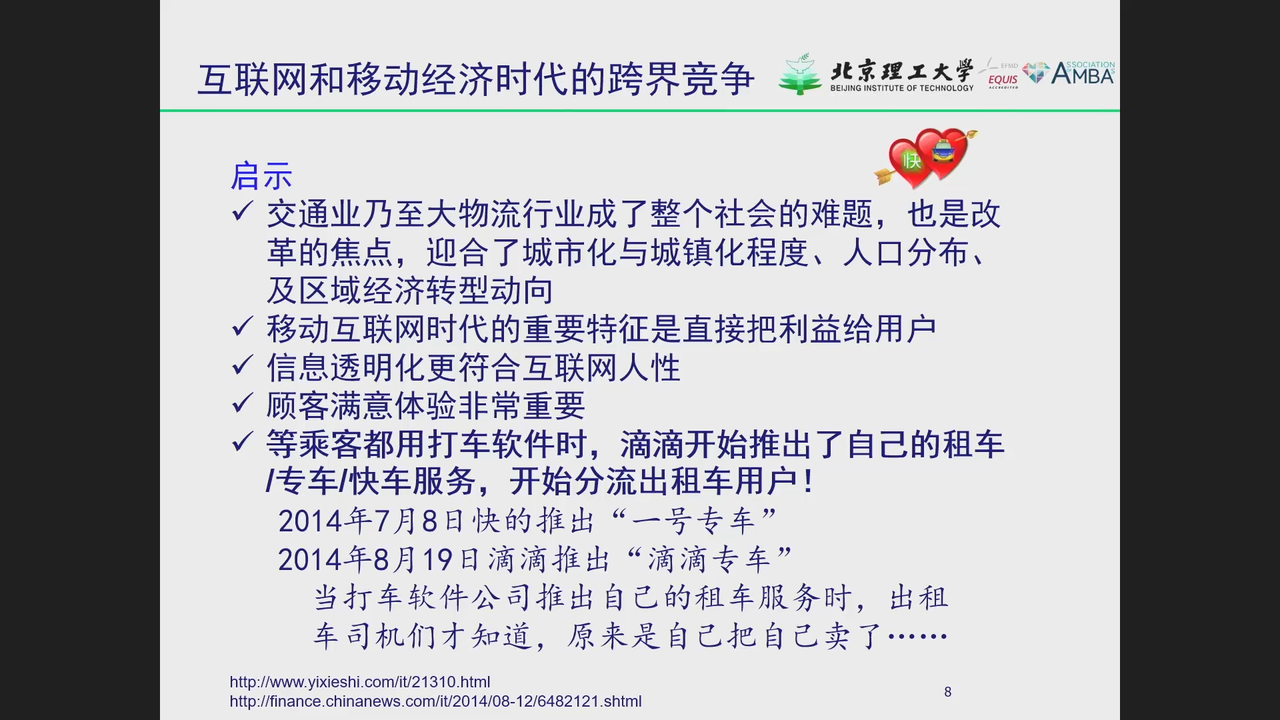 互联网和移动经济时代的跨界竞争
北京理工大学
BEIJING INSTITUTE OF TECHNOLOGY
EFMD
EQUIS
ACCREDITED
ASSOCIATION
AMBA
快
启示
✓ 交通业乃至大物流行业成了整个社会的难题，也是改
革的焦点，迎合了城市化与城镇化程度、人口分布、
及区域经济转型动向
✓ 移动互联网时代的重要特征是直接把利益给用户
✓ 信息透明化更符合互联网人性
✓ 顾客满意体验非常重要
✓ 等乘客都用打车软件时，滴滴开始推出了自己的租车
/专车/快车服务，开始分流出租车用户！
2014年7月8日快的推出“一号专车”
2014年8月19日滴滴推出“滴滴专车”
当打车软件公司推出自己的租车服务时，出租
车司机们才知道，原来是自己把自己卖了……
http://www.yixieshi.com/it/21310.html
http://finance.chinanews.com/it/2014/08-12/6482121.shtml
8